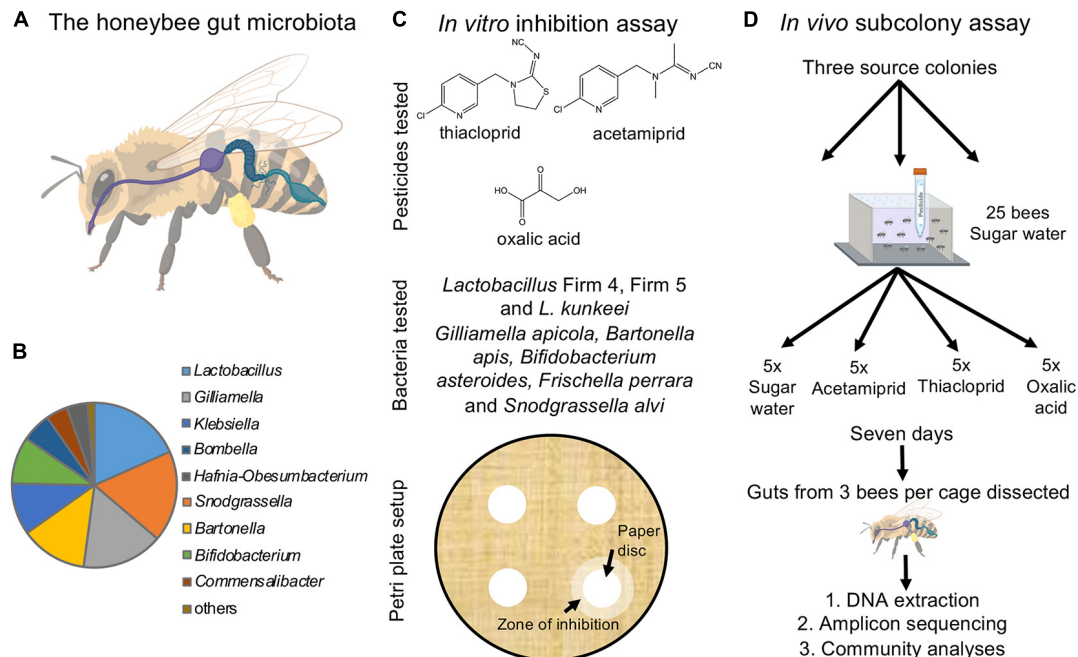 A The honeybee gut microbiota
B
Lactobacillus
Gilliamella
Klebsiella
Bombella
Hafnia-Obesumbacterium
Snodgrassella
Bartonella
Bifidobacterium
Commensalibacter
others
C In vitro inhibition assay
Pesticides tested
NC
N
N
S
Cl
N
thiacloprid
N
N
CN
Cl
N
acetamiprid
HO
O
OH
O
oxalic acid
Bacteria tested
Lactobacillus Firm 4, Firm 5
and L. kunkeei
Gilliamella apicola, Bartonella
apis, Bifidobacterium
asteroides, Frischella perrara
and Snodgrassella alvi
Petri plate setup
Paper
disc
Zone of inhibition
D In vivo subcolony assay
Three source colonies
Pesticide
25 bees
Sugar water
5x
Sugar
water
5x
Acetamiprid
5x
Thiacloprid
5x
Oxalic
acid
Seven days
Guts from 3 bees per cage dissected
1. DNA extraction
2. Amplicon sequencing
3. Community analyses